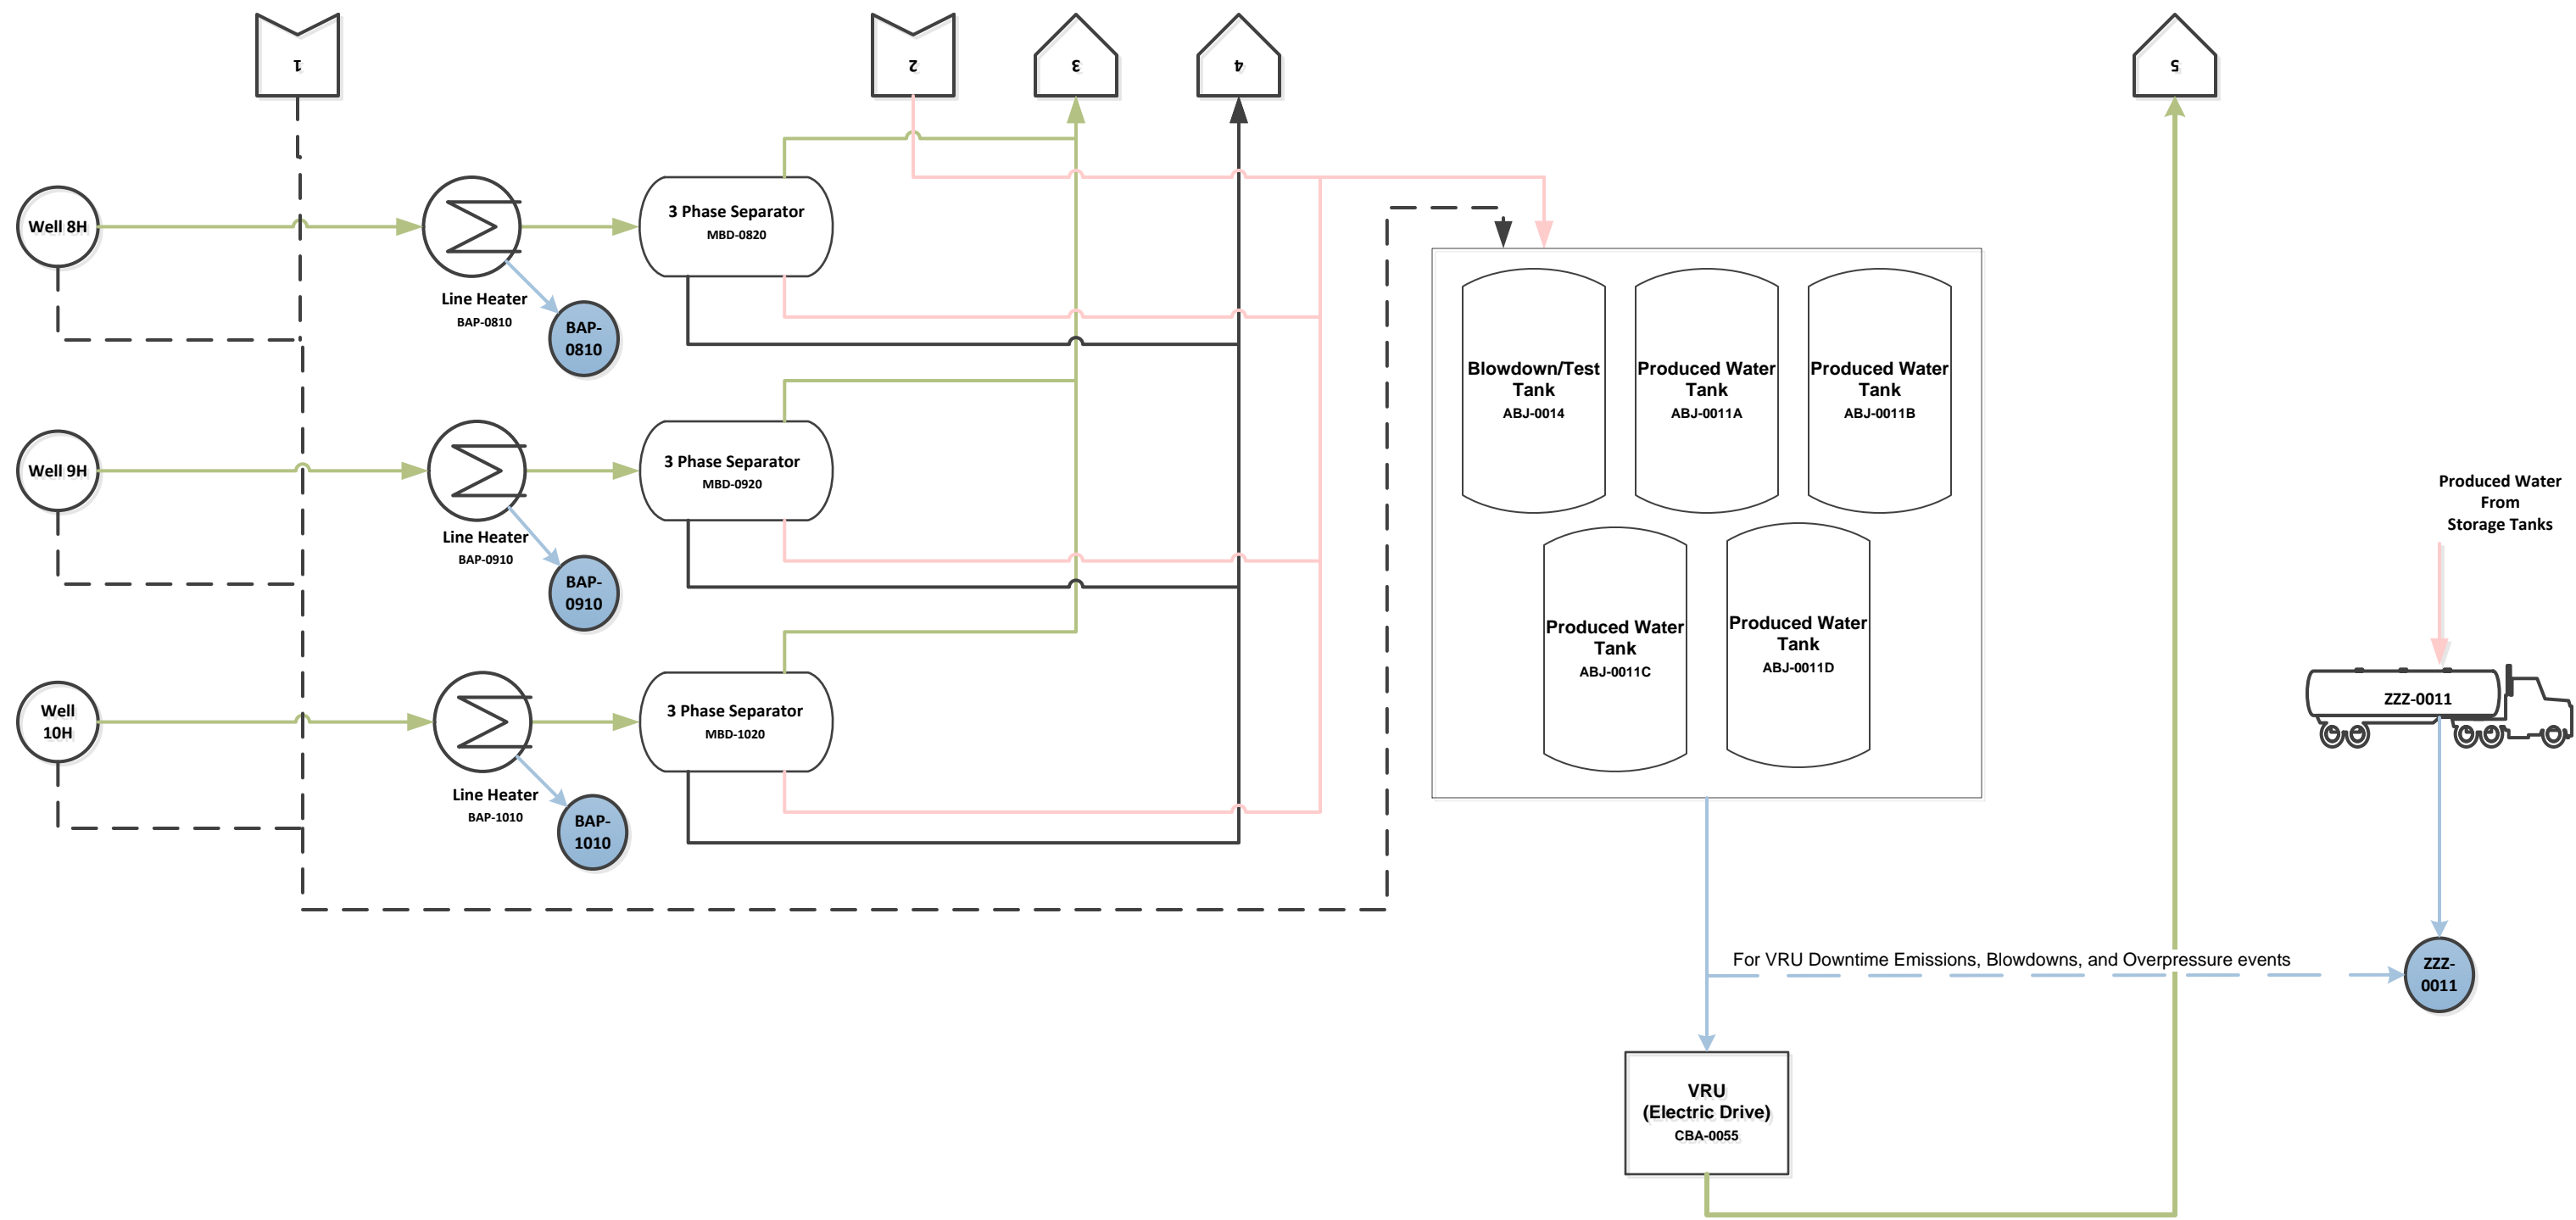 1
2
3
4
5
Well 8H
Line Heater
BAP-0810
BAP-
0810
3 Phase Separator
MBD-0820
Well 9H
Line Heater
BAP-0910
BAP-
0910
3 Phase Separator
MBD-0920
Well
10H
Line Heater
BAP-1010
BAP-
1010
3 Phase Separator
MBD-1020
Blowdown/Test
Tank
ABJ-0014
Produced Water
Tank
ABJ-0011A
Produced Water
Tank
ABJ-0011B
Produced Water
Tank
ABJ-0011C
Produced Water
Tank
ABJ-0011D
Produced Water
From
Storage Tanks
ZZZ-0011
For VRU Downtime Emissions, Blowdowns, and Overpressure events
ZZZ-
0011
VRU
(Electric Drive)
CBA-0055